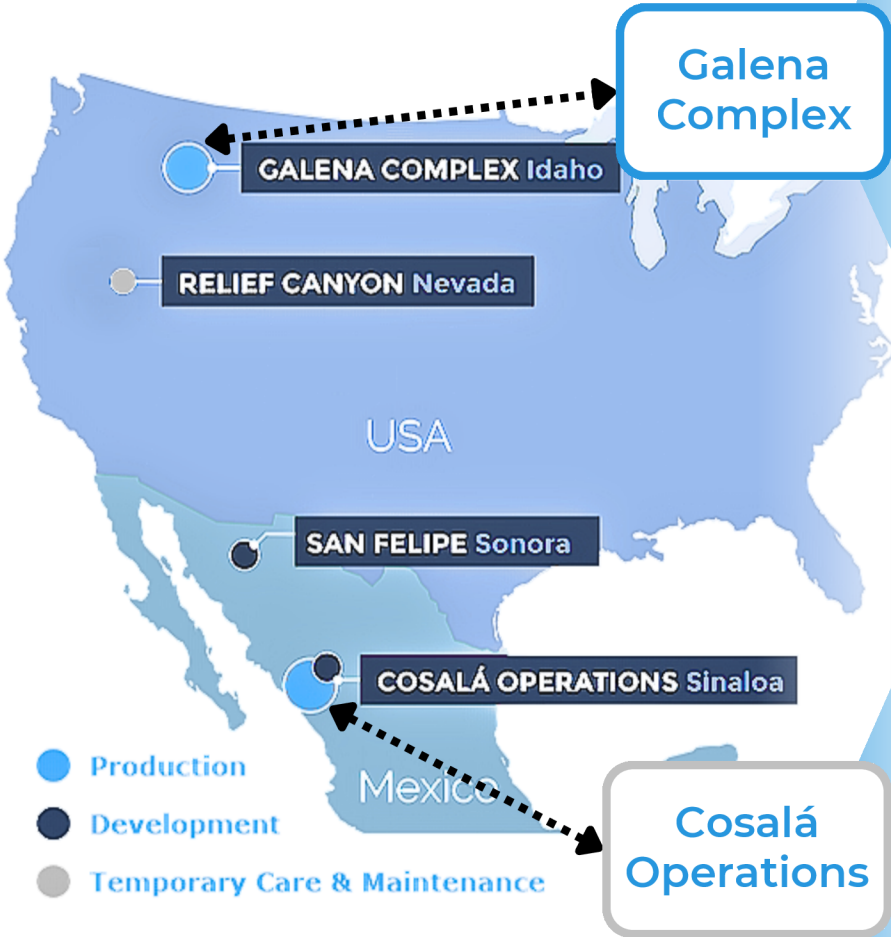 Galena
Complex
GALENA COMPLEX Idaho
RELIEF CANYON Nevada
USA
SAN FELIPE Sonora
COSALÁ OPERATIONS Sinaloa
Mexico
Production
Development
Temporary Care & Maintenance
Cosalá
Operations